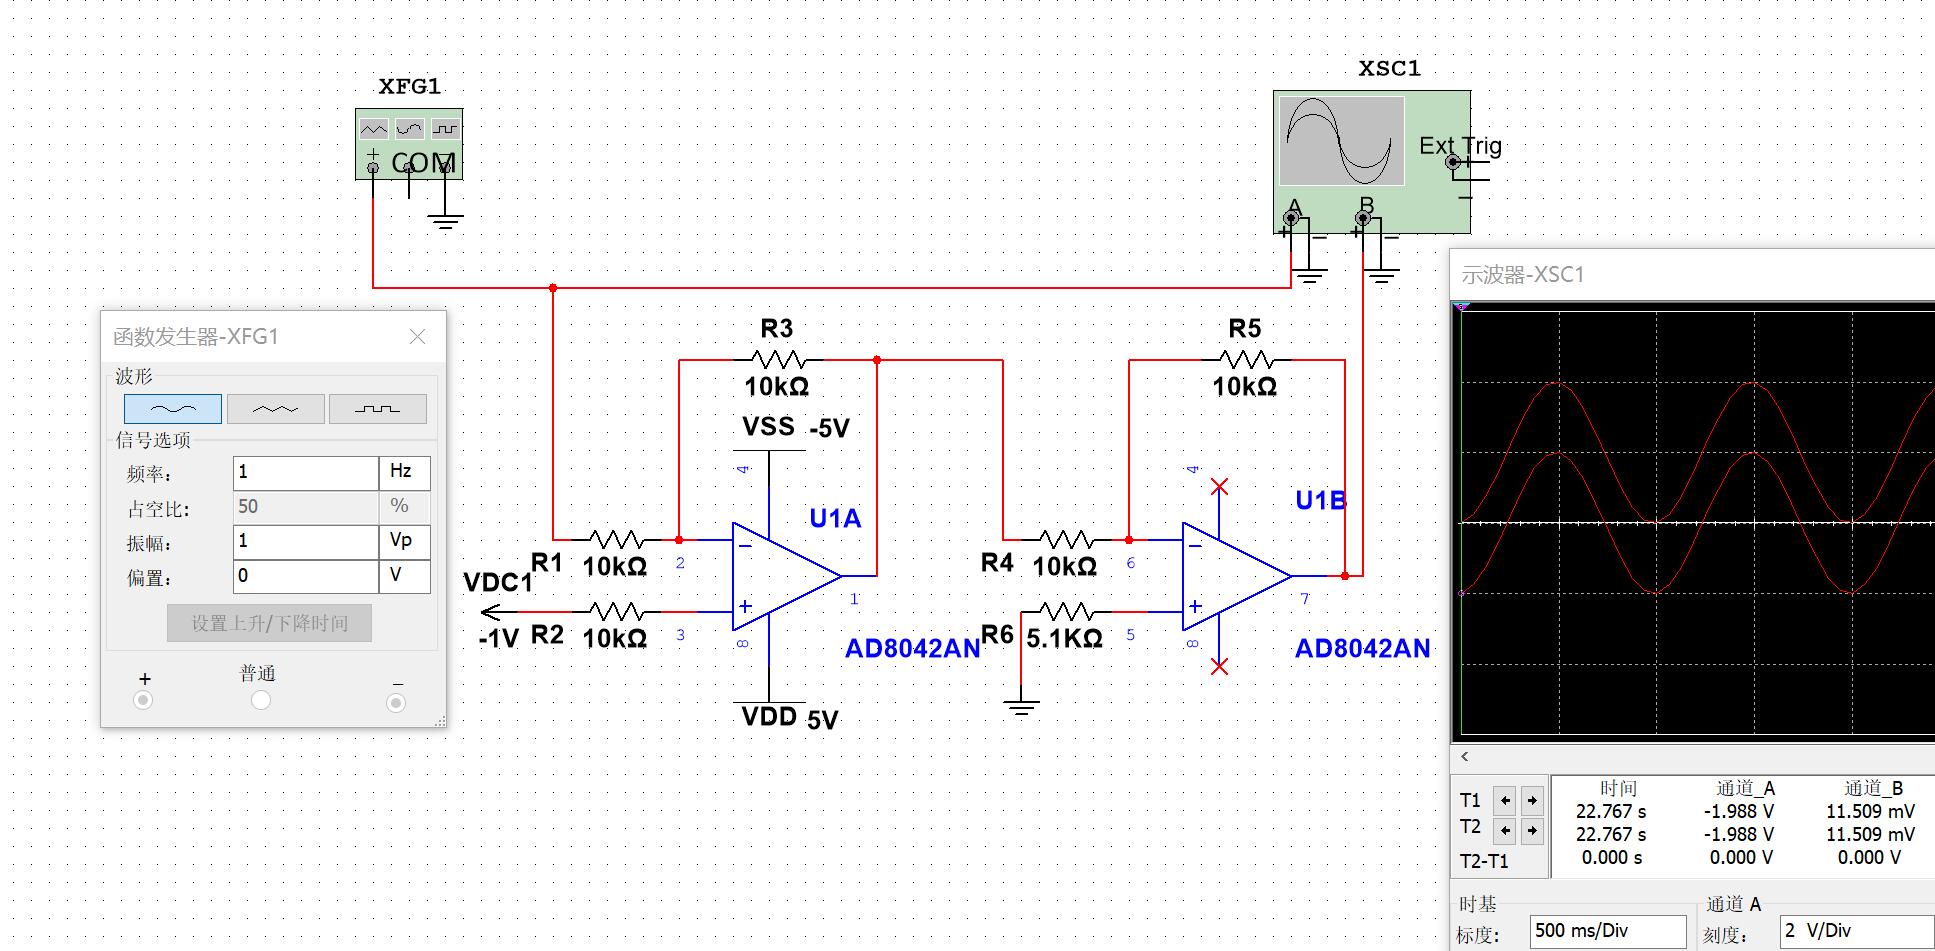 XFG1
COM
XSC1
Ext Trig
A
B
示波器-XSC1
函数发生器-XFG1
波形
信号选项
频率: 1 Hz
占空比: 50 %
振幅: 1 Vp
偏置: 0 V
设置上升/下降时间
+
普通
−
R3
10kΩ
VSS -5V
4
U1A
R1 10kΩ 2
1
VDC1
-1V R2 10kΩ 3
8
AD8042AN
VDD 5V
R5
10kΩ
4
U1B
R4 10kΩ 6
7
R6 5.1KΩ 5
8
AD8042AN
时间 通道_A 通道_B
T1 22.767 s -1.988 V 11.509 mV
T2 22.767 s -1.988 V 11.509 mV
T2-T1 0.000 s 0.000 V 0.000 V
时基
标度: 500 ms/Div
通道 A
刻度: 2 V/Div